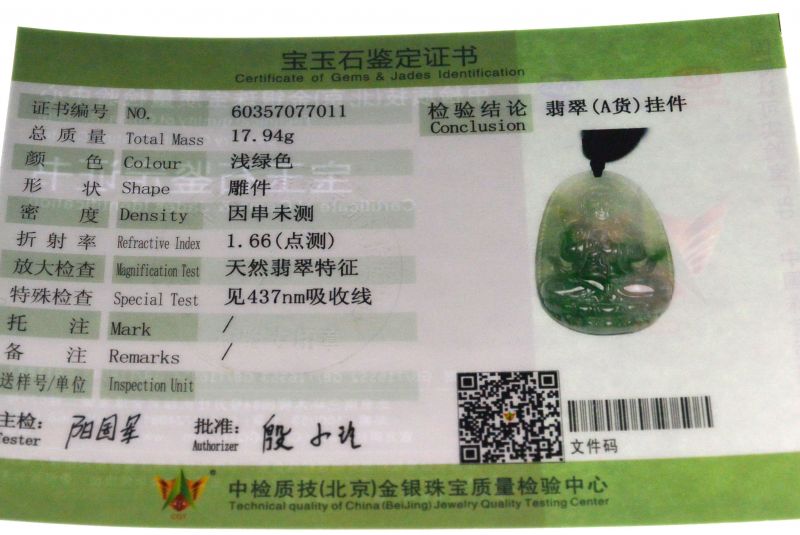 宝玉石鉴定证书
Certificate of Gems & Jades Identification
证书编号 NO. 60357077011
总质量 Total Mass 17.94g
颜色 Colour 浅绿色
形状 Shape 雕件
密度 Density 因串未测
折射率 Refractive Index 1.66(点测)
放大检查 Magnification Test 天然翡翠特征
特殊检查 Special Test 见437nm吸收线
托注 Mark /
备注 Remarks /
送样号/单位 Inspection Unit
检验结论 翡翠(A货)挂件
Conclusion
主检:
Tester
批准:
Authorizer
文件码
中检质技(北京)金银珠宝质量检验中心
Technical quality of China (BeiJing) Jewelry Quality Testing Center